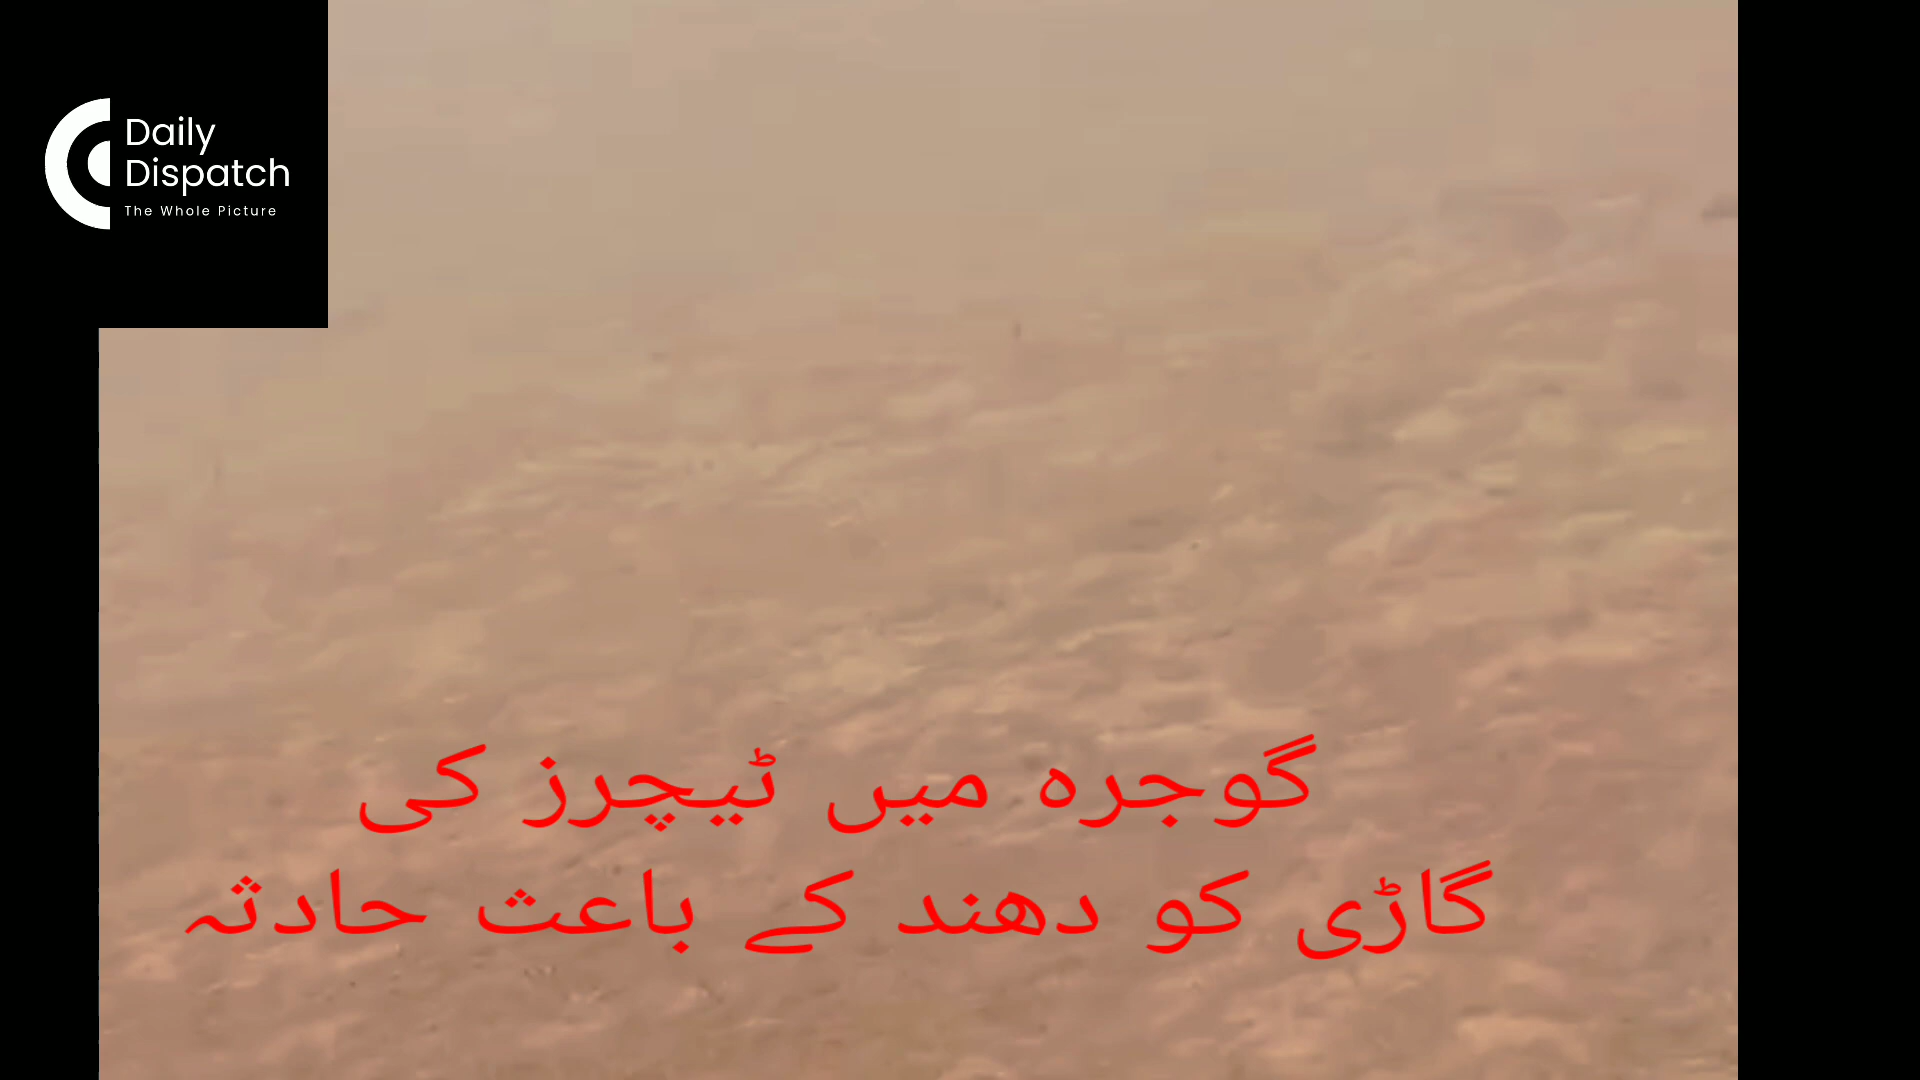 Daily
Dispatch
The Whole Picture
گوجرہ میں ٹیچرز کی
گاڑی کو دھند کے باعث حادثہ